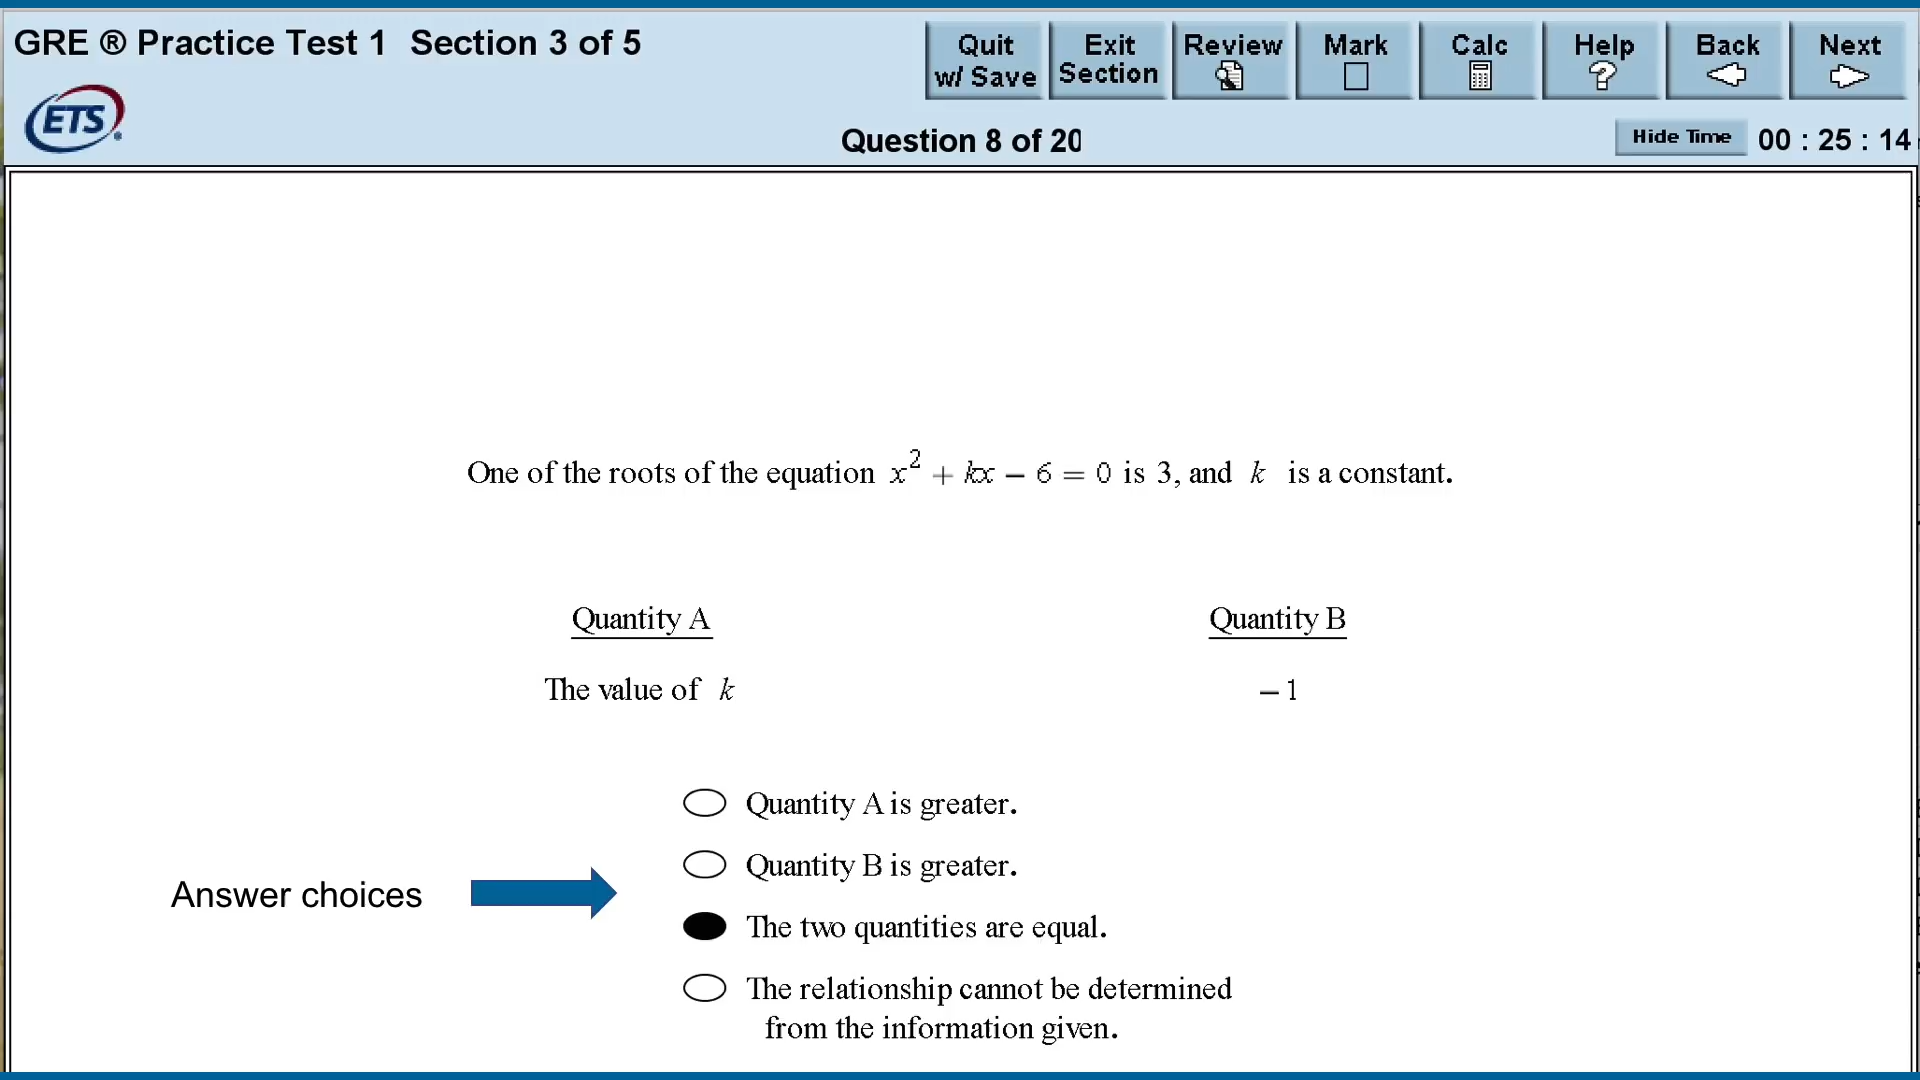 GRE ® Practice Test 1 Section 3 of 5
Quit w/ Save
Exit Section
Review
Mark
Calc
Help
Back
Next
ETS®
Question 8 of 20
Hide Time 00 : 25 : 14
One of the roots of the equation x² + kx − 6 = 0 is 3, and k is a constant.
Quantity A Quantity B
The value of k −1
Quantity A is greater.
Quantity B is greater.
Answer choices
The two quantities are equal.
The relationship cannot be determined
from the information given.